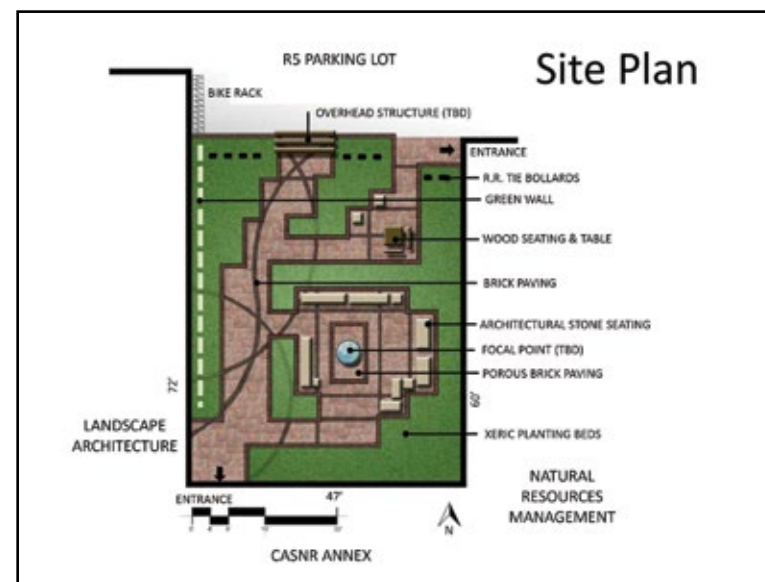 Site Plan
R5 PARKING LOT
BIKE RACK
OVERHEAD STRUCTURE (TBD)
ENTRANCE
R.R. TIE BOLLARDS
GREEN WALL
WOOD SEATING & TABLE
BRICK PAVING
ARCHITECTURAL STONE SEATING
FOCAL POINT (TBD)
POROUS BRICK PAVING
72'
60'
LANDSCAPE
ARCHITECTURE
XERIC PLANTING BEDS
NATURAL
RESOURCES
MANAGEMENT
ENTRANCE
47'
N
CASNR ANNEX